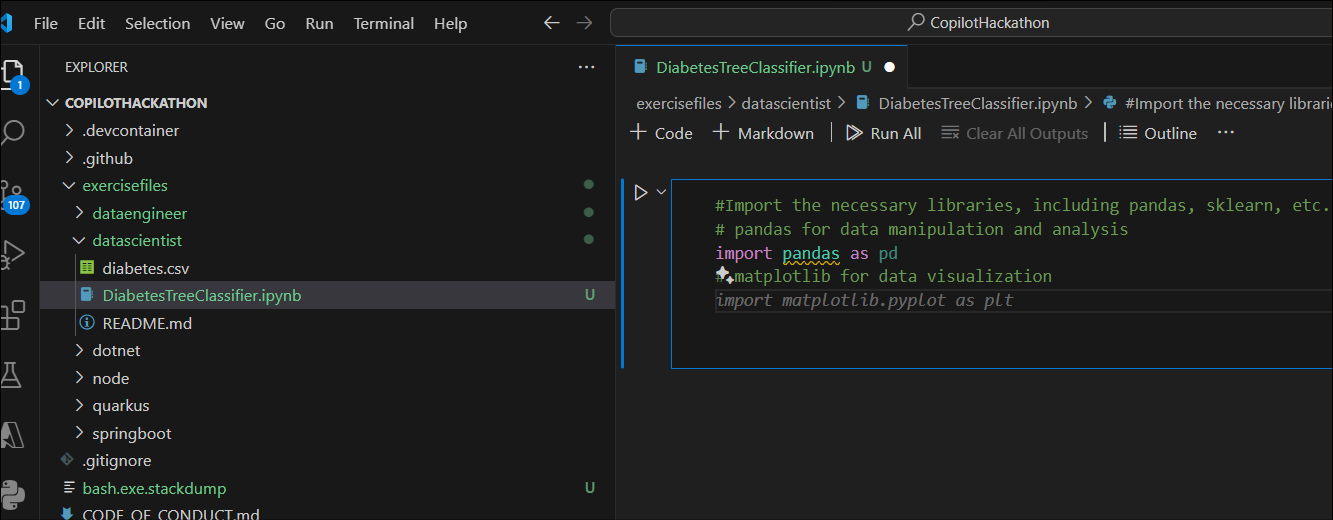 File Edit Selection View Go Run Terminal Help
CopilotHackathon
EXPLORER
1
107
COPILOTHACKATHON
.devcontainer
.github
exercisefiles
dataengineer
datascientist
diabetes.csv
DiabetesTreeClassifier.ipynb U
README.md
dotnet
node
quarkus
springboot
.gitignore
bash.exe.stackdump U
CODE_OF_CONDUCT.md
DiabetesTreeClassifier.ipynb U
exercisefiles > datascientist > DiabetesTreeClassifier.ipynb > #Import the necessary librarie
+ Code + Markdown Run All Clear All Outputs Outline ...
#Import the necessary libraries, including pandas, sklearn, etc.
# pandas for data manipulation and analysis
import pandas as pd
# matplotlib for data visualization
import matplotlib.pyplot as plt